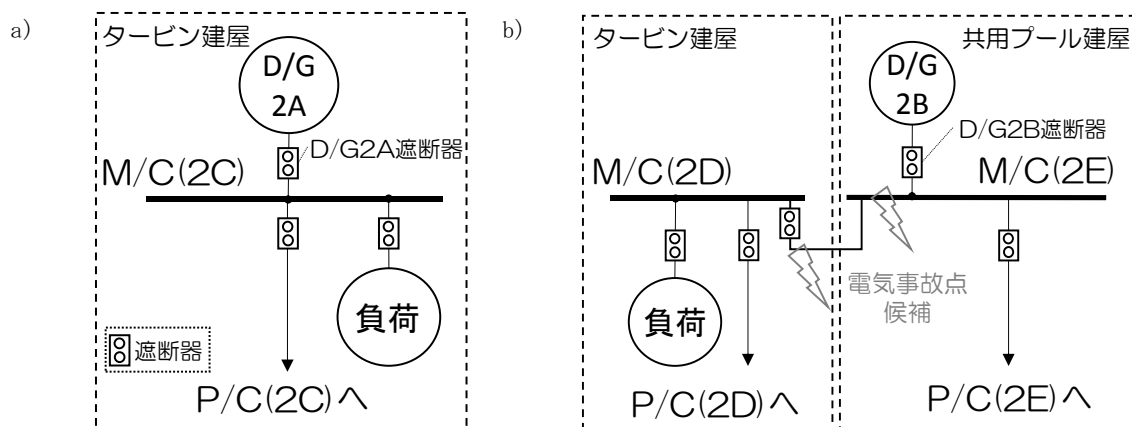 a)
タービン建屋
D/G
2A
D/G2A遮断器
M/C(2C)
負荷
遮断器
P/C(2C)へ
b)
タービン建屋
共用プール建屋
D/G
2B
D/G2B遮断器
M/C(2D)
M/C(2E)
電気事故点
候補
負荷
P/C(2D)へ
P/C(2E)へ